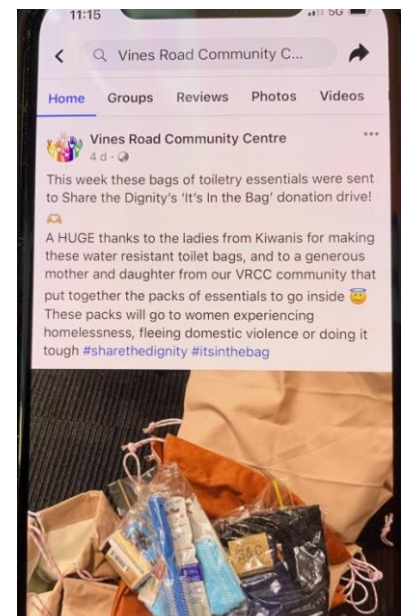 11:15
5G
Vines Road Community C...
Home Groups Reviews Photos Videos
Vines Road Community Centre
4 d
This week these bags of toiletry essentials were sent
to Share the Dignity's ‘It's In the Bag’ donation drive!
🫶
A HUGE thanks to the ladies from Kiwanis for making
these water resistant toilet bags, and to a generous
mother and daughter from our VRCC community that
put together the packs of essentials to go inside 😇
These packs will go to women experiencing
homelessness, fleeing domestic violence or doing it
tough #sharethedignity #itsinthebag